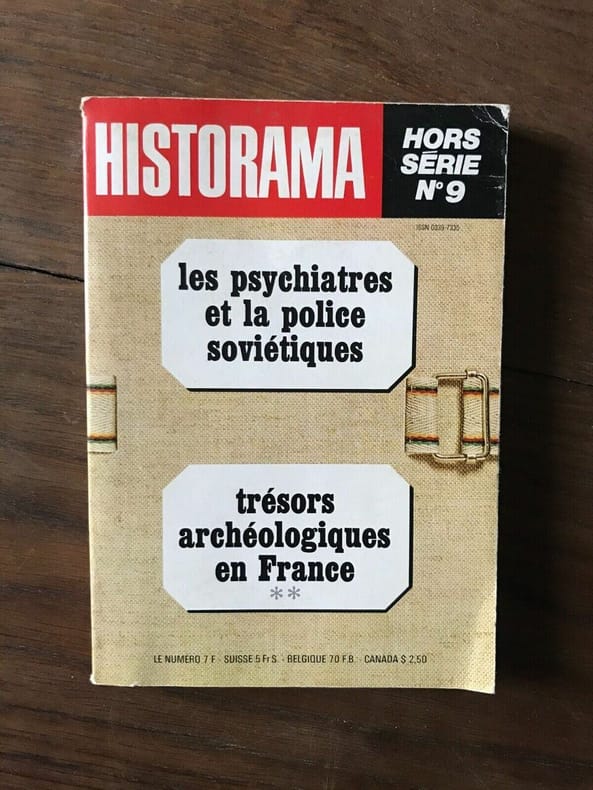 HISTORAMA
HORS
SÉRIE
N° 9
ISSN 0339-7335
les psychiatres
et la police
soviétiques
trésors
archéologiques
en France
**
LE NUMERO 7 F · SUISSE 5 Fr S. · BELGIQUE 70 F.B. · CANADA $ 2,50